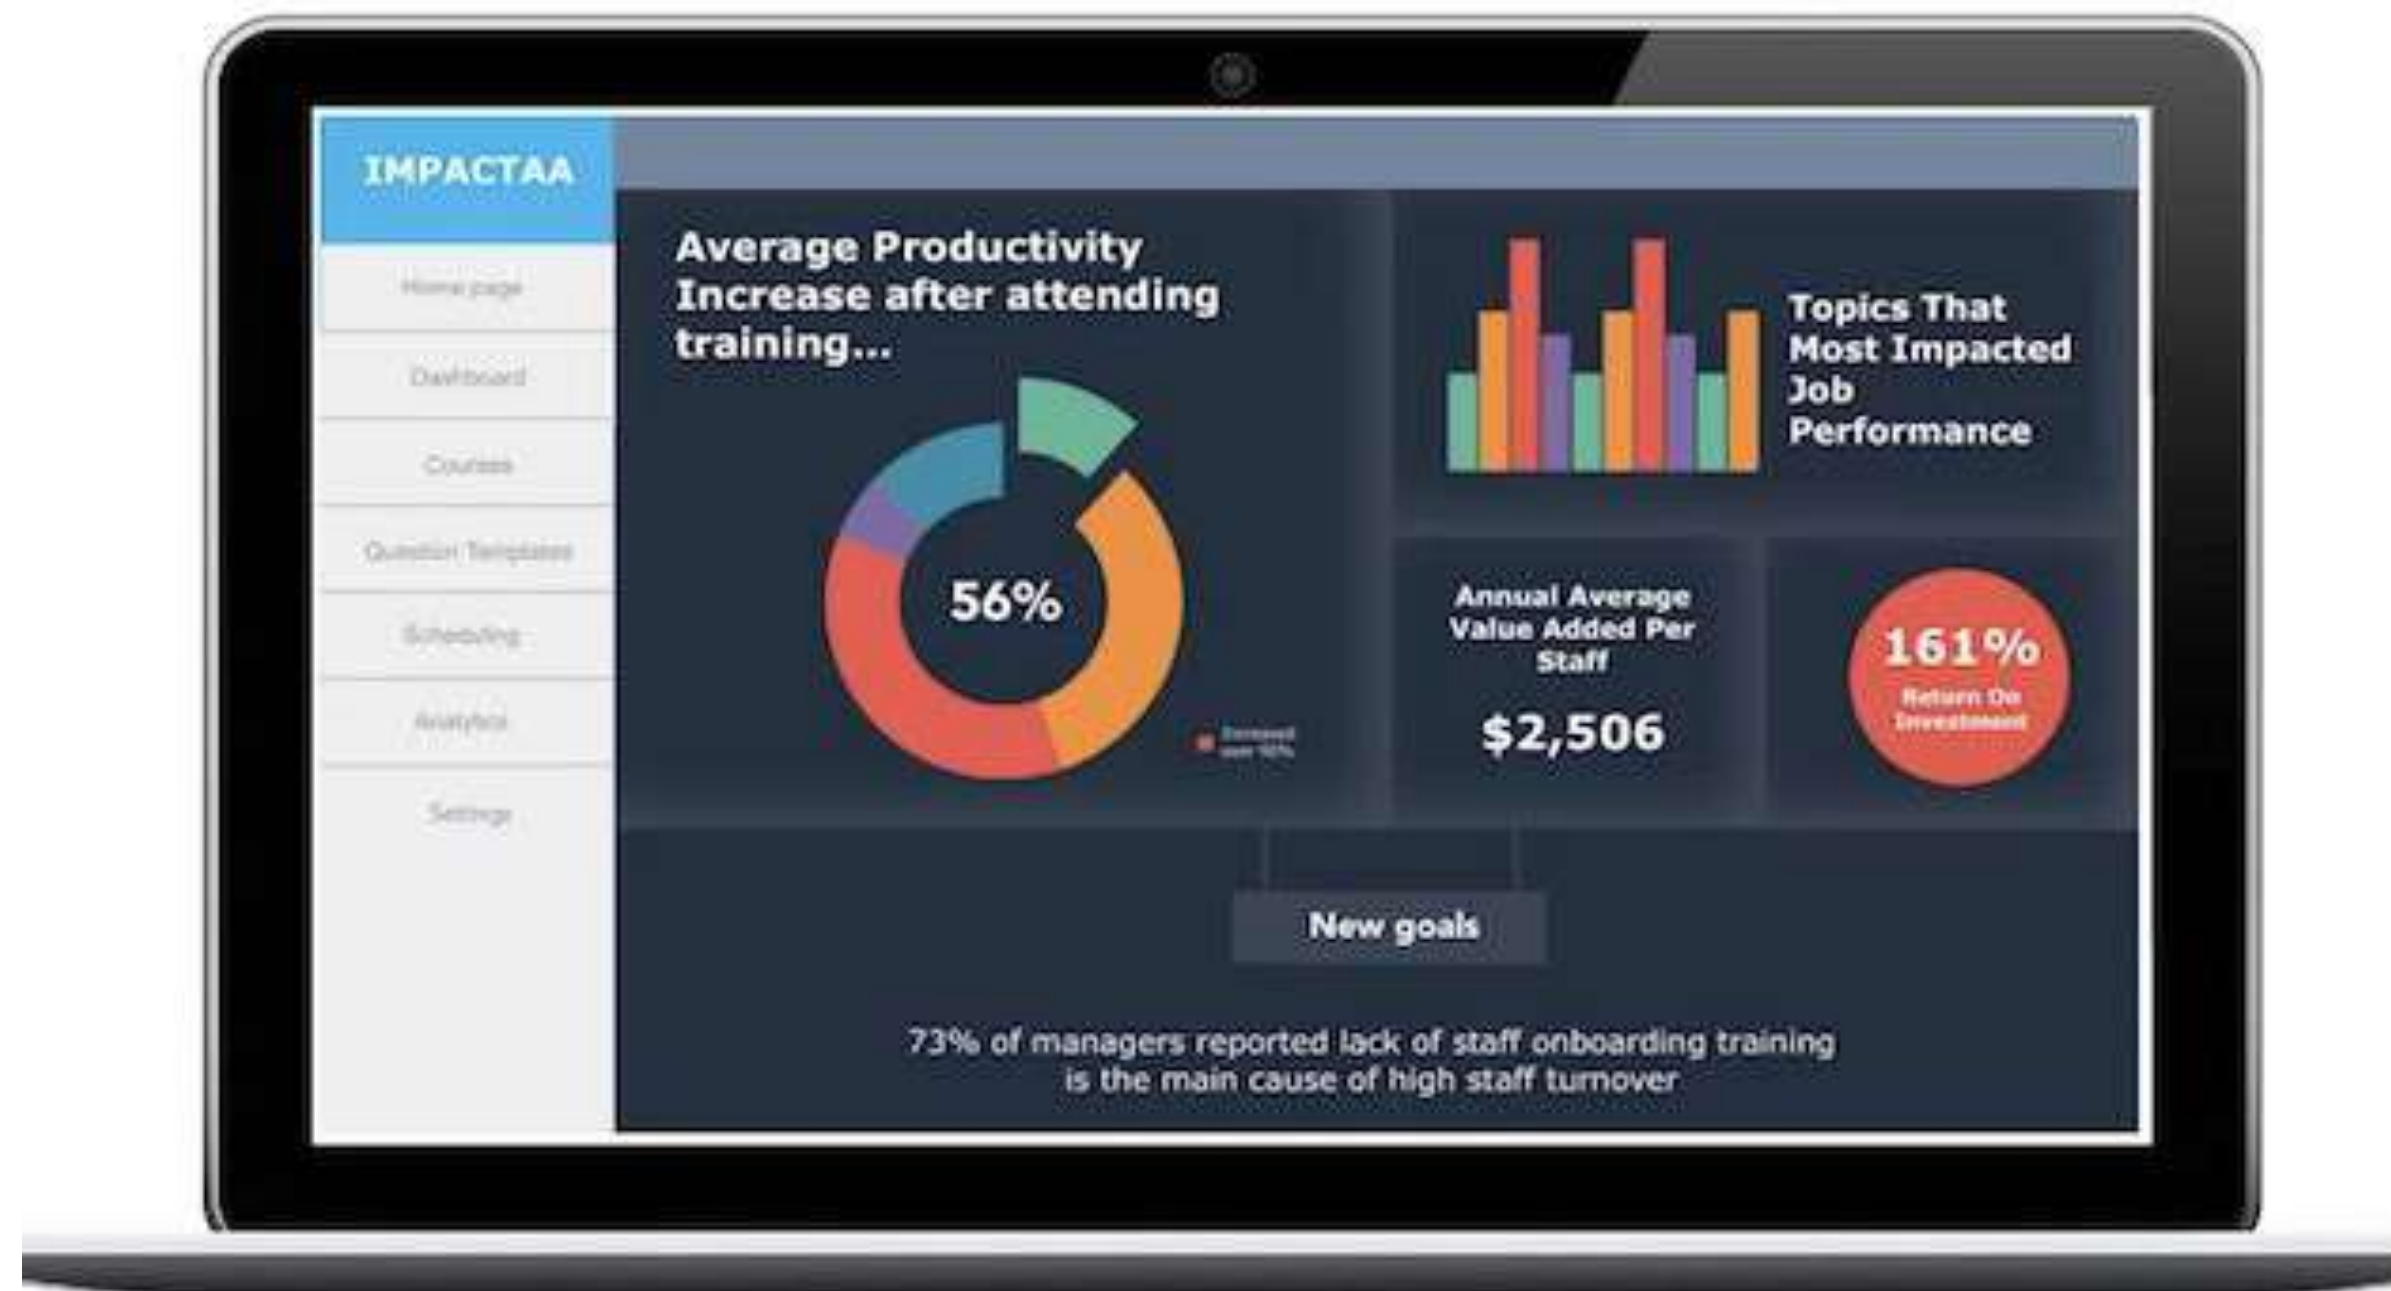 IMPACTAA
Home page
Dashboard
Courses
Question Templates
Scheduling
Analytics
Settings
Average Productivity
Increase after attending
training...
56%
Increased
Topics That
Most Impacted
Job
Performance
Annual Average
Value Added Per
Staff
$2,506
161%
Return On
Investment
New goals
73% of managers reported lack of staff onboarding training
is the main cause of high staff turnover